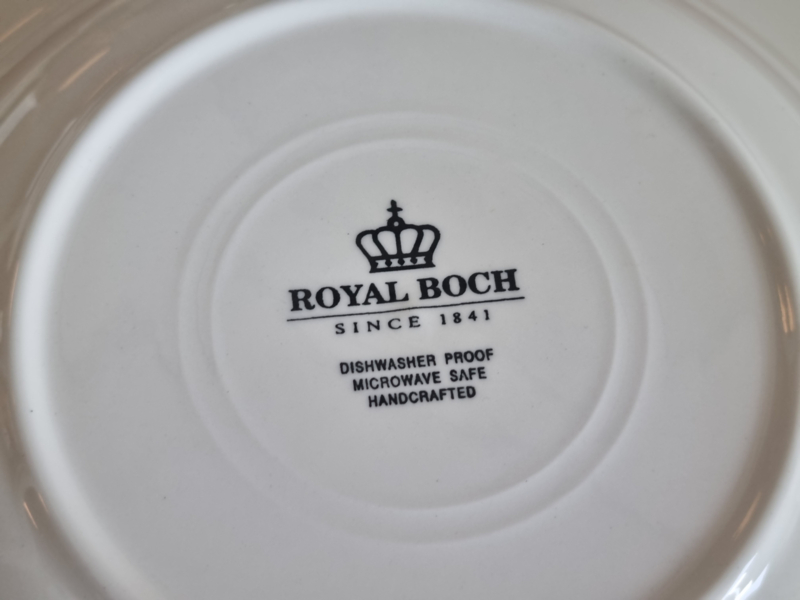 ROYAL BOCH
SINCE 1841
DISHWASHER PROOF
MICROWAVE SAFE
HANDCRAFTED